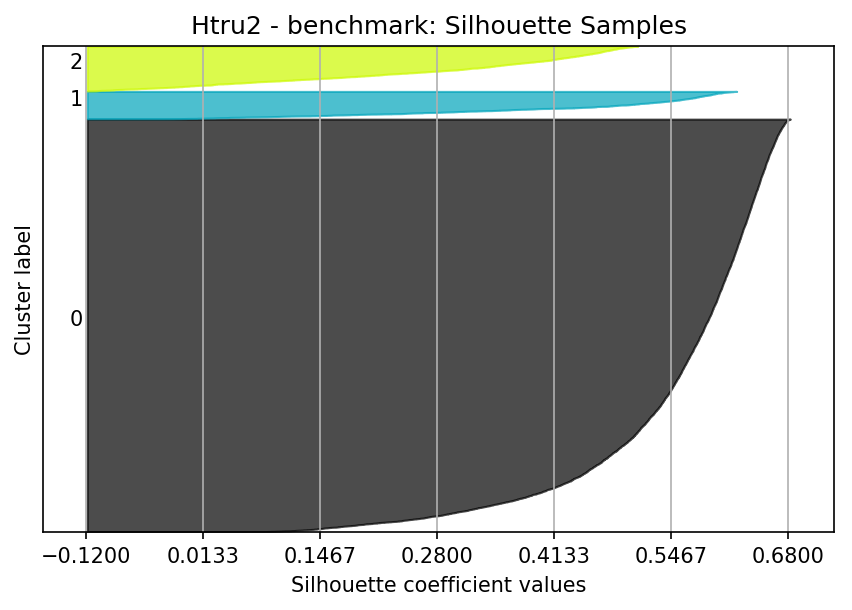 Htru2 - benchmark: Silhouette Samples
2
1
0
Cluster label
−0.1200 0.0133 0.1467 0.2800 0.4133 0.5467 0.6800
Silhouette coefficient values